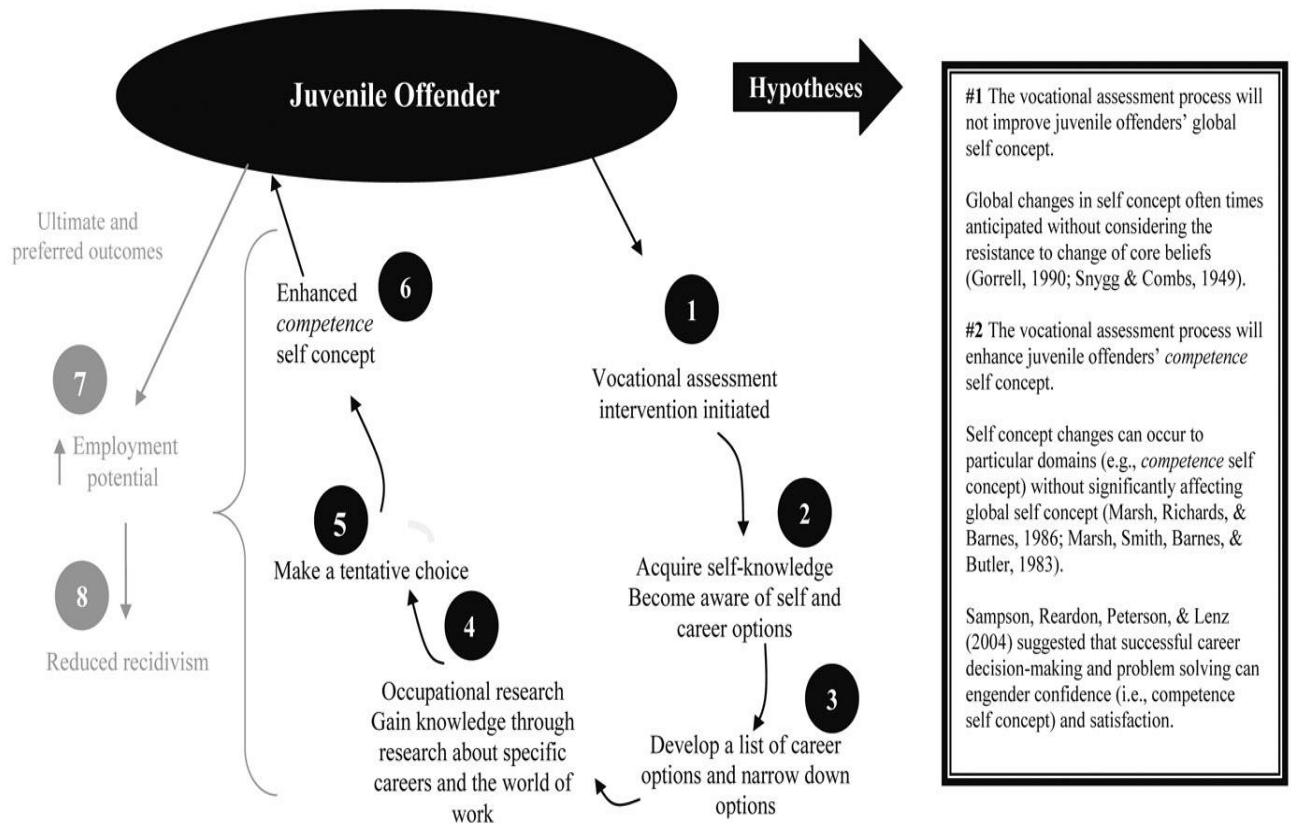 Juvenile Offender
Hypotheses
Ultimate and
preferred outcomes
7
Employment
potential
8
Reduced recidivism
6
Enhanced
competence
self concept
5
Make a tentative choice
4
Occupational research
Gain knowledge through
research about specific
careers and the world of
work
1
Vocational assessment
intervention initiated
2
Acquire self-knowledge
Become aware of self and
career options
3
Develop a list of career
options and narrow down
options
#1 The vocational assessment process will
not improve juvenile offenders’ global
self concept.
Global changes in self concept often times
anticipated without considering the
resistance to change of core beliefs
(Gorrell, 1990; Snygg & Combs, 1949).
#2 The vocational assessment process will
enhance juvenile offenders’ competence
self concept.
Self concept changes can occur to
particular domains (e.g., competence self
concept) without significantly affecting
global self concept (Marsh, Richards, &
Barnes, 1986; Marsh, Smith, Barnes, &
Butler, 1983).
Sampson, Reardon, Peterson, & Lenz
(2004) suggested that successful career
decision-making and problem solving can
engender confidence (i.e., competence
self concept) and satisfaction.